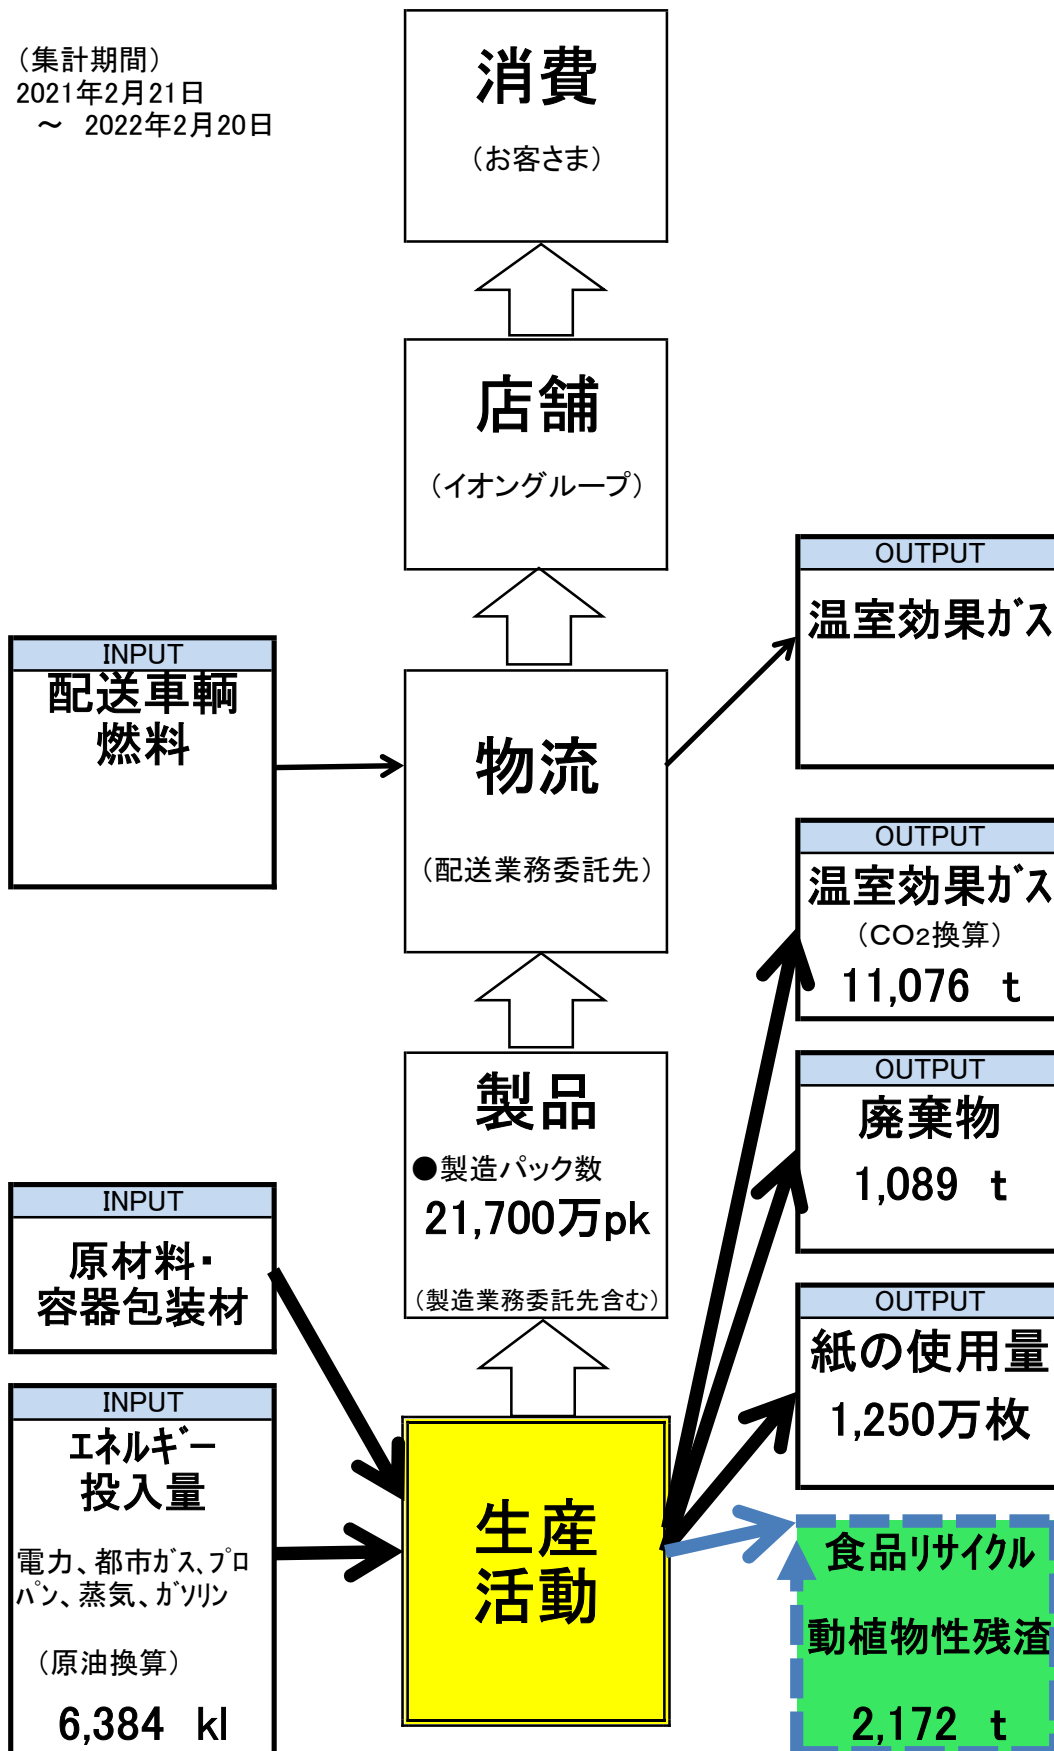 （集計期間）
2021年2月21日
～ 2022年2月20日
消費
（お客さま）
店舗
（イオングループ）
OUTPUT
温室効果ｶﾞｽ
INPUT
配送車輌
燃料
物流
（配送業務委託先）
OUTPUT
温室効果ｶﾞｽ
（CO2換算）
11,076 t
製品
●製造パック数
21,700万pk
（製造業務委託先含む）
OUTPUT
廃棄物
1,089 t
INPUT
原材料・
容器包装材
OUTPUT
紙の使用量
1,250万枚
INPUT
ｴﾈﾙｷﾞｰ
投入量
電力、都市ｶﾞｽ、プロ
パン、蒸気、ｶﾞｿﾘﾝ
（原油換算）
6,384 kl
生産
活動
食品ﾘｻｲｸﾙ
動植物性残渣
2,172 t